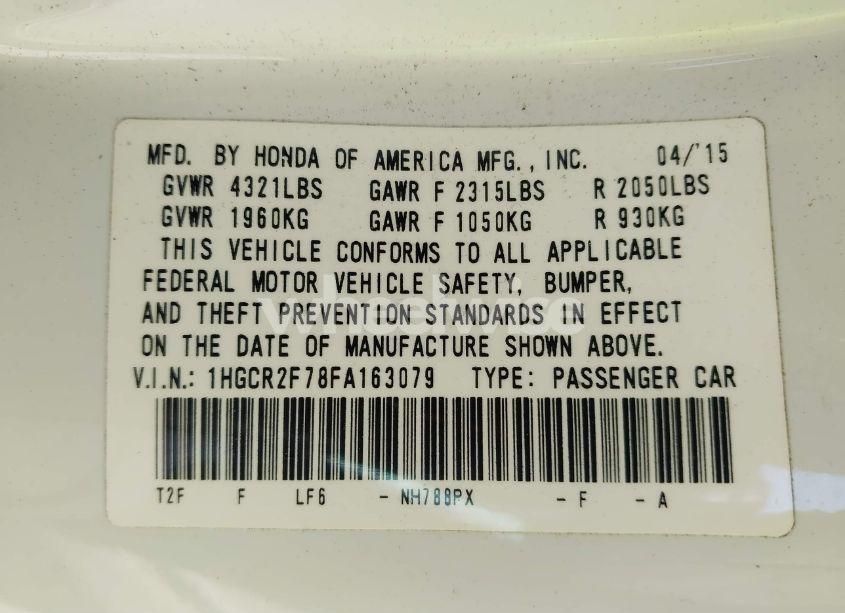 MFD. BY HONDA OF AMERICA MFG., INC. 04/'15
GVWR 4321LBS GAWR F 2315LBS R 2050LBS
GVWR 1960KG GAWR F 1050KG R 930KG
THIS VEHICLE CONFORMS TO ALL APPLICABLE
FEDERAL MOTOR VEHICLE SAFETY, BUMPER,
AND THEFT PREVENTION STANDARDS IN EFFECT
ON THE DATE OF MANUFACTURE SHOWN ABOVE.
V.I.N.: 1HGCR2F78FA163079 TYPE: PASSENGER CAR
T2F F LF6 - NH788PX - F - A